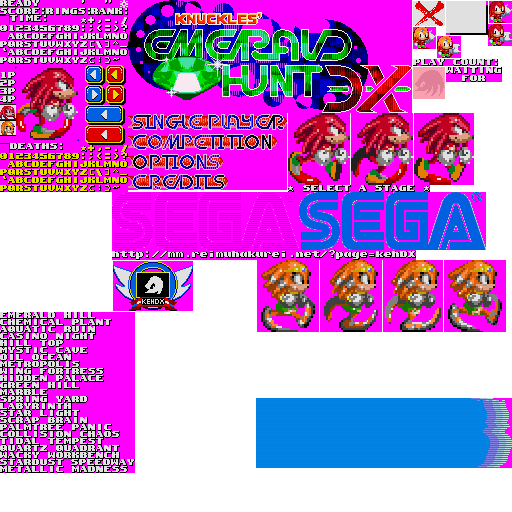 READY
SCORE:RINGS:RANK:
TIME:
*+,-.
0123456789:
@ABCDEFGHIJKLMNO
PQRSTUVWXYZ[\]^~
1P
2P
3P
4P
DEATHS:
*+,-.
0123456789:
@ABCDEFGHIJKLMNO
PQRSTUVWXYZ[\]^~
@ABCDEFGHIJKLMNO
PQRSTUVWXYZ[\]^~
KNUCKLES'
EMERALD
HUNT DX
SINGLE PLAYER
COMPETITION
OPTIONS
CREDITS
* SELECT A STAGE *
PLAY COUNT:
WAITING
FOR
SEGA
SEGA
http://mm.reimuhakurei.net/?page=kehDX
KEHDX
EMERALD HILL
CHEMICAL PLANT
AQUATIC RUIN
CASINO NIGHT
HILL TOP
MYSTIC CAVE
OIL OCEAN
METROPOLIS
WING FORTRESS
HIDDEN PALACE
GREEN HILL
MARBLE
SPRING YARD
LABYRINTH
STAR LIGHT
SCRAP BRAIN
PALMTREE PANIC
COLLISION CHAOS
TIDAL TEMPEST
QUARTZ QUADRANT
WACKY WORKBENCH
STARDUST SPEEDWAY
METALLIC MADNESS